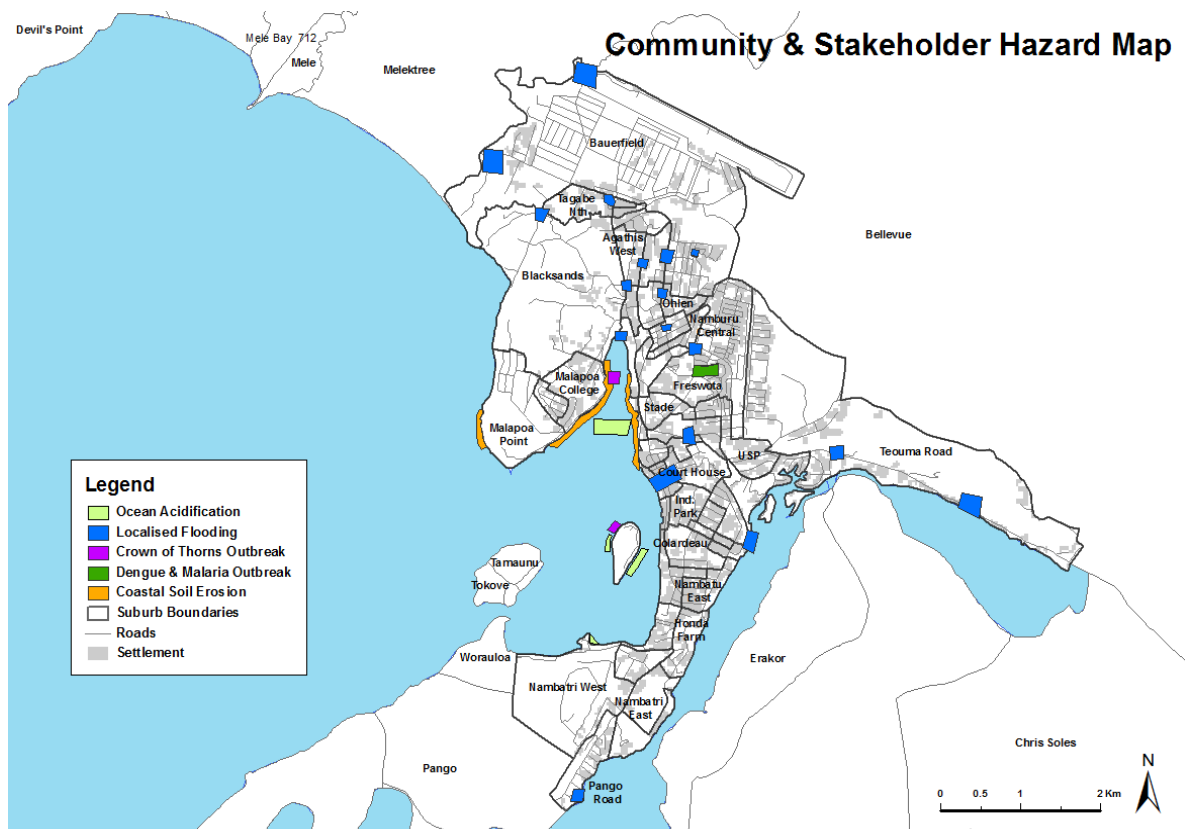 Devil's Point
Mele Bay 712
Mele
Melektree
Community & Stakeholder Hazard Map
Bauerfield
Tagabe
Nth
Bellevue
Agathis
West
Blacksands
Ohlen
Namburu
Central
Malapoa
College
Freswota
Stade
Malapoa
Point
USP
Teouma Road
Court House
Legend
Ocean Acidification
Localised Flooding
Crown of Thorns Outbreak
Dengue & Malaria Outbreak
Coastal Soil Erosion
Suburb Boundaries
Roads
Settlement
Ind.
Park
Colardeau
Tamaunu
Tokove
Nambatu
East
Honda
Farm
Worauloa
Erakor
Nambatri West
Nambatri
East
Chris Soles
Pango
Pango
Road
N
0 0.5 1 2 Km